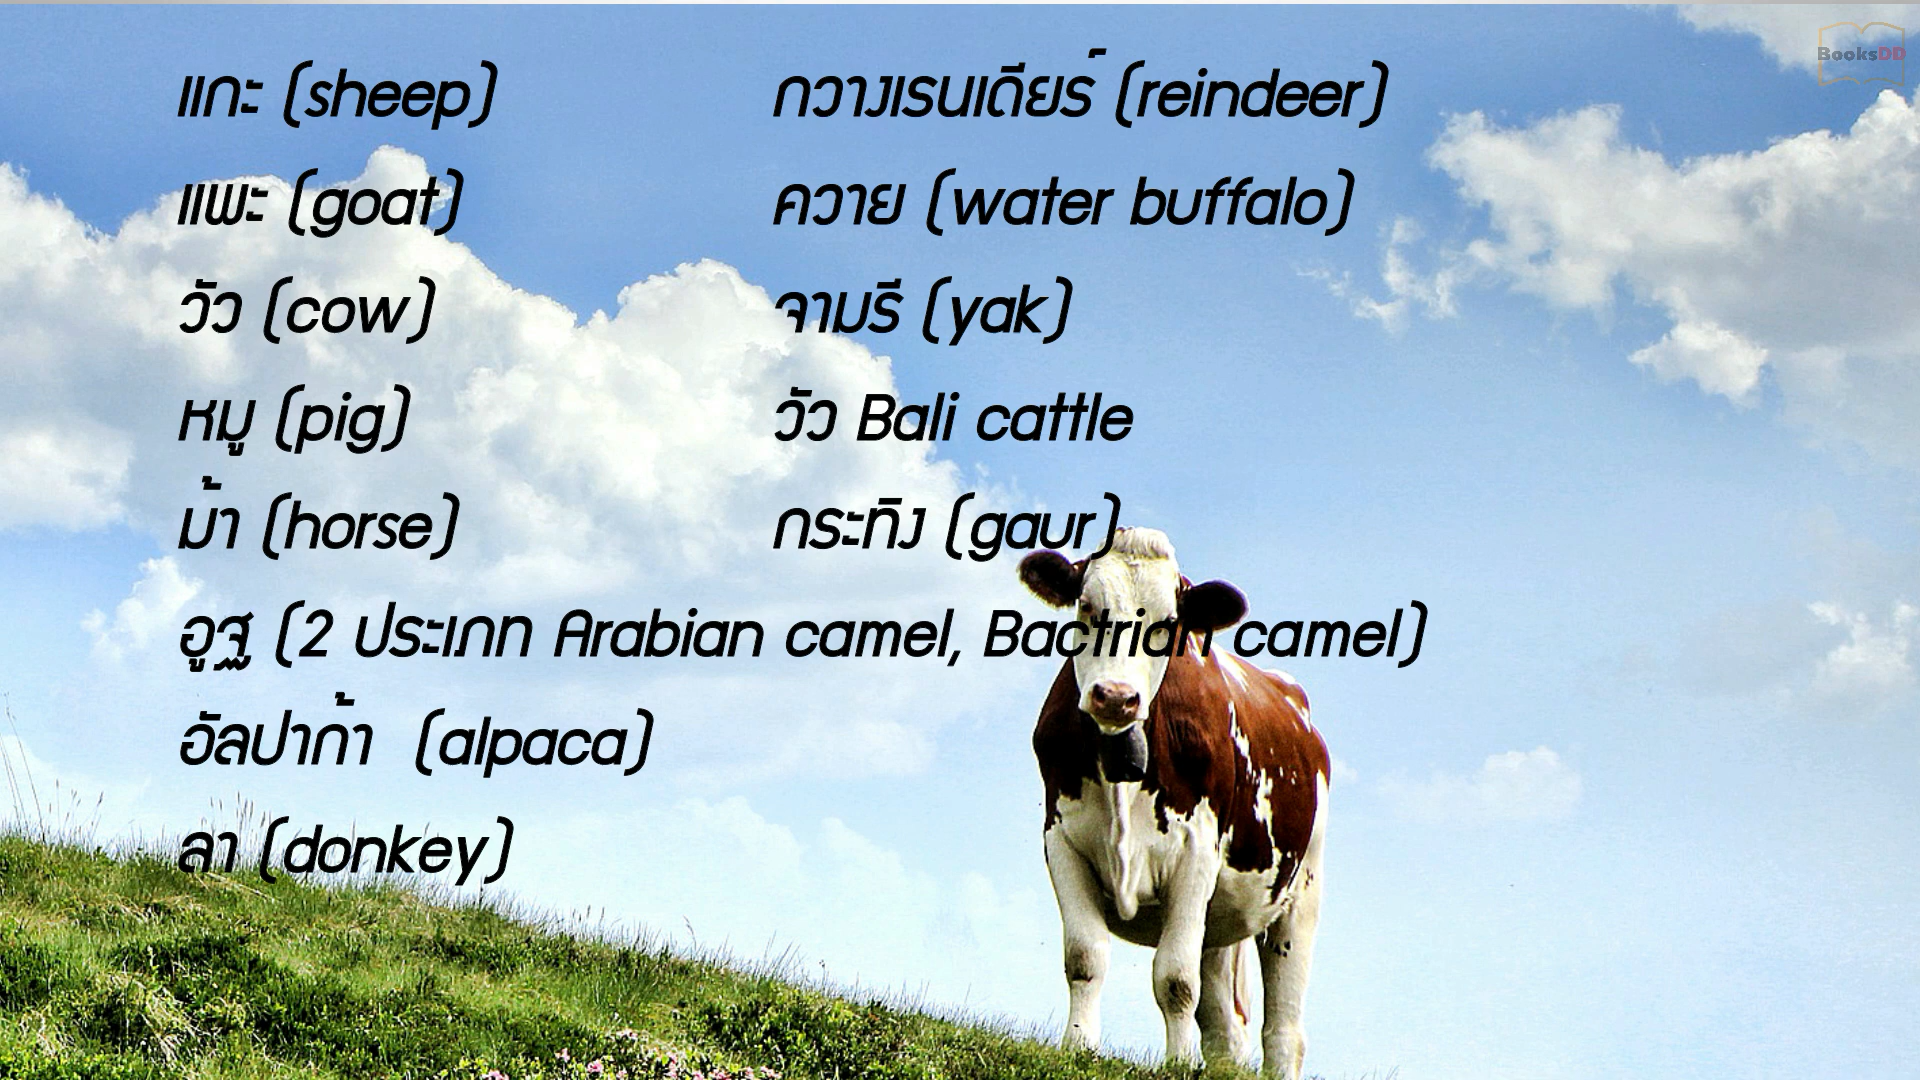 แกะ (sheep)
แพะ (goat)
วัว (cow)
หมู (pig)
ม้า (horse)
อูฐ (2 ประเภท Arabian camel, Bactrian camel)
อัลปาก้า (alpaca)
ลา (donkey)
กวางเรนเดียร์ (reindeer)
ควาย (water buffalo)
จามรี (yak)
วัว Bali cattle
กระทิง (gaur)
BooksDD